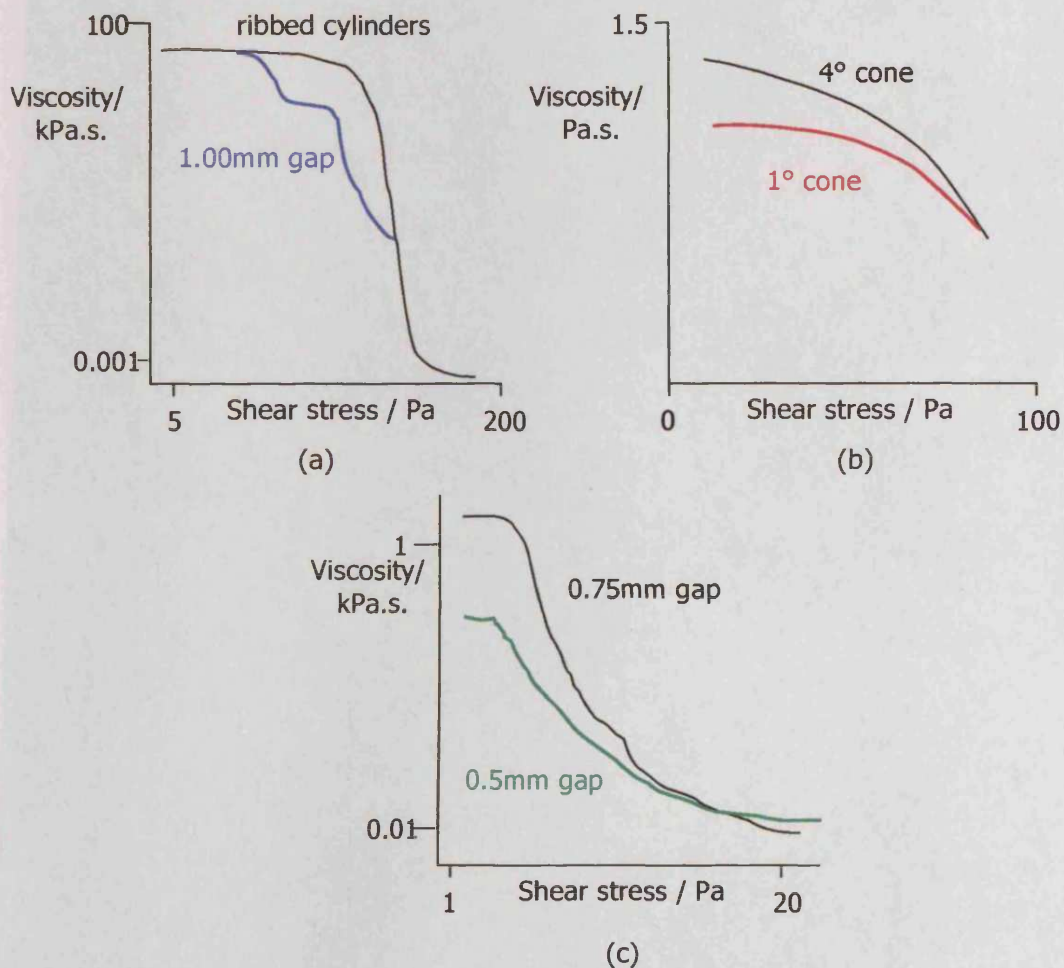 100
ribbed cylinders
Viscosity/
kPa.s.
1.00mm gap
0.001
5
Shear stress / Pa
200
(a)
1.5
Viscosity/
Pa.s.
4° cone
1° cone
0
Shear stress / Pa
100
(b)
1
Viscosity/
kPa.s.
0.75mm gap
0.5mm gap
0.01
1
Shear stress / Pa
20
(c)